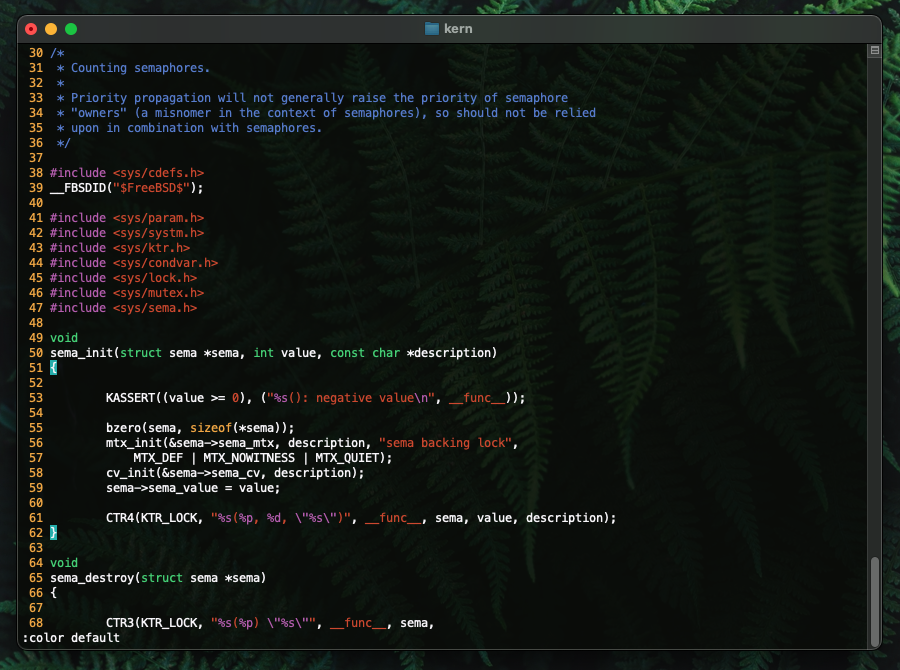 kern
30 /*
31  * Counting semaphores.
32  *
33  * Priority propagation will not generally raise the priority of semaphore
34  * "owners" (a misnomer in the context of semaphores), so should not be relied
35  * upon in combination with semaphores.
36  */
37
38 #include <sys/cdefs.h>
39 __FBSDID("$FreeBSD$");
40
41 #include <sys/param.h>
42 #include <sys/systm.h>
43 #include <sys/ktr.h>
44 #include <sys/condvar.h>
45 #include <sys/lock.h>
46 #include <sys/mutex.h>
47 #include <sys/sema.h>
48
49 void
50 sema_init(struct sema *sema, int value, const char *description)
51 {
52
53         KASSERT((value >= 0), ("%s(): negative value\n", __func__));
54
55         bzero(sema, sizeof(*sema));
56         mtx_init(&sema->sema_mtx, description, "sema backing lock",
57             MTX_DEF | MTX_NOWITNESS | MTX_QUIET);
58         cv_init(&sema->sema_cv, description);
59         sema->sema_value = value;
60
61         CTR4(KTR_LOCK, "%s(%p, %d, \"%s\")", __func__, sema, value, description);
62 }
63
64 void
65 sema_destroy(struct sema *sema)
66 {
67
68         CTR3(KTR_LOCK, "%s(%p) \"%s\"", __func__, sema,
:color default